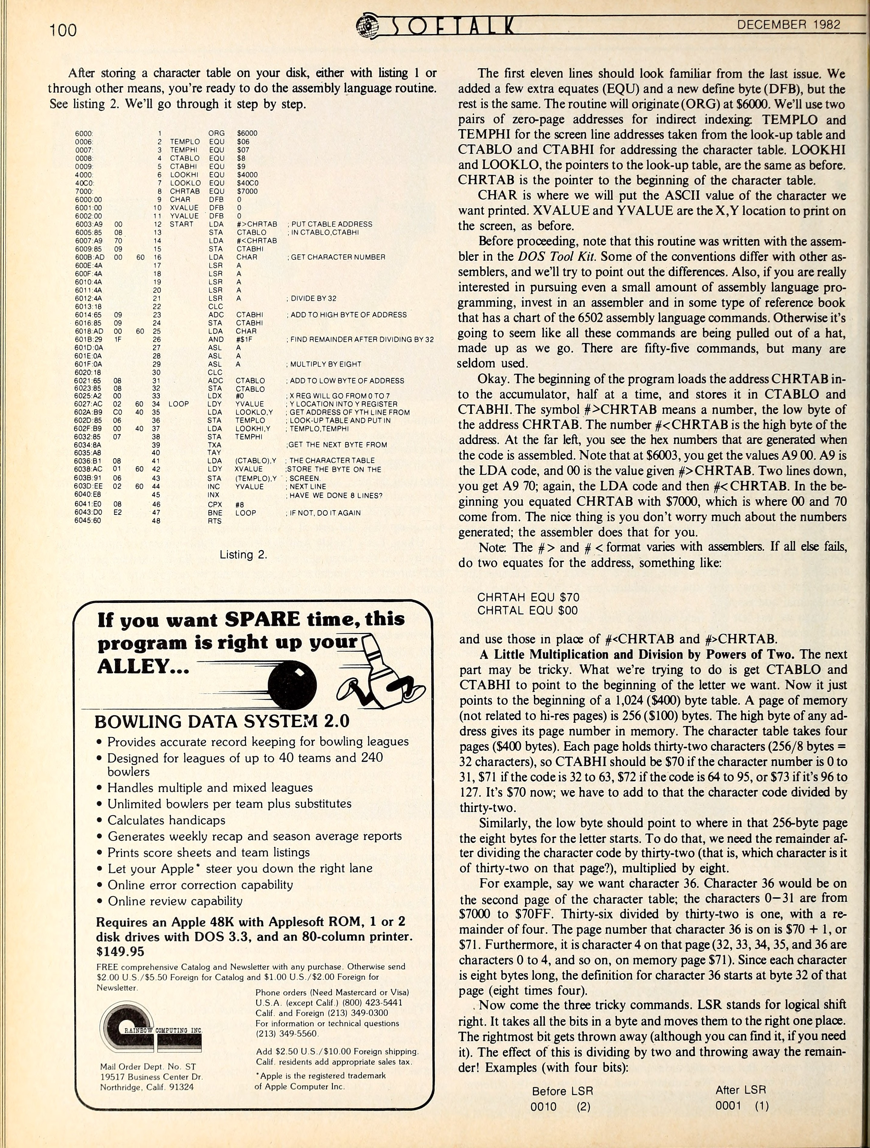 100
SOFTALK
DECEMBER 1982
After storing a character table on your disk, either with listing 1 or
through other means, you're ready to do the assembly language routine.
See listing 2. We'll go through it step by step.
6000: 1 ORG $6000
0006: 2 TEMPLO EQU $06
0007: 3 TEMPHI EQU $07
0008: 4 CTABLO EQU $8
0009: 5 CTABHI EQU $9
4000: 6 LOOKHI EQU $4000
40C0: 7 LOOKLO EQU $40C0
7000: 8 CHRTAB EQU $7000
6000:00 9 CHAR DFB 0
6001:00 10 XVALUE DFB 0
6002:00 11 YVALUE DFB 0
6003:A9 00 12 START LDA #>CHRTAB ; PUT CTABLE ADDRESS
6005:85 08 13 STA CTABLO ; IN CTABLO,CTABHI
6007:A9 70 14 LDA #<CHRTAB
6009:85 09 15 STA CTABHI
600B:AD 00 60 16 LDA CHAR ; GET CHARACTER NUMBER
600E:4A 17 LSR A
600F:4A 18 LSR A
6010:4A 19 LSR A
6011:4A 20 LSR A
6012:4A 21 LSR A ; DIVIDE BY 32
6013:18 22 CLC
6014:65 09 23 ADC CTABHI ; ADD TO HIGH BYTE OF ADDRESS
6016:85 09 24 STA CTABHI
6018:AD 00 60 25 LDA CHAR
601B:29 1F 26 AND #$1F ; FIND REMAINDER AFTER DIVIDING BY 32
601D:0A 27 ASL A
601E:0A 28 ASL A
601F:0A 29 ASL A ; MULTIPLY BY EIGHT
6020:18 30 CLC
6021:65 08 31 ADC CTABLO ; ADD TO LOW BYTE OF ADDRESS
6023:85 08 32 STA CTABLO
6025:A2 00 33 LDX #0 ; X REG WILL GO FROM 0 TO 7
6027:AC 02 60 34 LOOP LDY YVALUE ; Y LOCATION INTO Y REGISTER
602A:B9 C0 40 35 LDA LOOKLO,Y ; GET ADDRESS OF YTH LINE FROM
602D:85 06 36 STA TEMPLO ; LOOK-UP TABLE AND PUT IN
602F:B9 00 40 37 LDA LOOKHI,Y ; TEMPLO,TEMPHI
6032:85 07 38 STA TEMPHI
6034:8A 39 TXA ;GET THE NEXT BYTE FROM
6035:A8 40 TAY
6036:B1 08 41 LDA (CTABLO),Y ; THE CHARACTER TABLE
6038:AC 01 60 42 LDY XVALUE ;STORE THE BYTE ON THE
603B:91 06 43 STA (TEMPLO),Y ; SCREEN.
603D:EE 02 60 44 INC YVALUE ; NEXT LINE
6040:E8 45 INX ; HAVE WE DONE 8 LINES?
6041:E0 08 46 CPX #8
6043:D0 E2 47 BNE LOOP ; IF NOT, DO IT AGAIN
6045:60 48 RTS
Listing 2.
If you want SPARE time, this
program is right up your
ALLEY...
BOWLING DATA SYSTEM 2.0
• Provides accurate record keeping for bowling leagues
• Designed for leagues of up to 40 teams and 240
bowlers
• Handles multiple and mixed leagues
• Unlimited bowlers per team plus substitutes
• Calculates handicaps
• Generates weekly recap and season average reports
• Prints score sheets and team listings
• Let your Apple* steer you down the right lane
• Online error correction capability
• Online review capability
Requires an Apple 48K with Applesoft ROM, 1 or 2
disk drives with DOS 3.3, and an 80-column printer.
$149.95
FREE comprehensive Catalog and Newsletter with any purchase. Otherwise send
$2.00 U.S./$5.50 Foreign for Catalog and $1.00 U.S./$2.00 Foreign for
Newsletter.
RAINBOW COMPUTING INC.
Mail Order Dept. No. ST
19517 Business Center Dr.
Northridge, Calif. 91324
Phone orders (Need Mastercard or Visa)
U.S.A. (except Calif.) (800) 423-5441
Calif. and Foreign (213) 349-0300
For information or technical questions
(213) 349-5560.
Add $2.50 U.S./$10.00 Foreign shipping.
Calif. residents add appropriate sales tax.
*Apple is the registered trademark
of Apple Computer Inc.
The first eleven lines should look familiar from the last issue. We
added a few extra equates (EQU) and a new define byte (DFB), but the
rest is the same. The routine will originate (ORG) at $6000. We'll use two
pairs of zero-page addresses for indirect indexing: TEMPLO and
TEMPHI for the screen line addresses taken from the look-up table and
CTABLO and CTABHI for addressing the character table. LOOKHI
and LOOKLO, the pointers to the look-up table, are the same as before.
CHRTAB is the pointer to the beginning of the character table.
CHAR is where we will put the ASCII value of the character we
want printed. XVALUE and YVALUE are the X,Y location to print on
the screen, as before.
Before proceeding, note that this routine was written with the assem-
bler in the DOS Tool Kit. Some of the conventions differ with other as-
semblers, and we'll try to point out the differences. Also, if you are really
interested in pursuing even a small amount of assembly language pro-
gramming, invest in an assembler and in some type of reference book
that has a chart of the 6502 assembly language commands. Otherwise it's
going to seem like all these commands are being pulled out of a hat,
made up as we go. There are fifty-five commands, but many are
seldom used.
Okay. The beginning of the program loads the address CHRTAB in-
to the accumulator, half at a time, and stores it in CTABLO and
CTABHI. The symbol #>CHRTAB means a number, the low byte of
the address CHRTAB. The number #<CHRTAB is the high byte of the
address. At the far left, you see the hex numbers that are generated when
the code is assembled. Note that at $6003, you get the values A9 00. A9 is
the LDA code, and 00 is the value given #>CHRTAB. Two lines down,
you get A9 70; again, the LDA code and then #<CHRTAB. In the be-
ginning you equated CHRTAB with $7000, which is where 00 and 70
come from. The nice thing is you don't worry much about the numbers
generated; the assembler does that for you.
Note: The #> and #< format varies with assemblers. If all else fails,
do two equates for the address, something like:
CHRTAH EQU $70
CHRTAL EQU $00
and use those in place of #<CHRTAB and #>CHRTAB.
A Little Multiplication and Division by Powers of Two. The next
part may be tricky. What we're trying to do is get CTABLO and
CTABHI to point to the beginning of the letter we want. Now it just
points to the beginning of a 1,024 ($400) byte table. A page of memory
(not related to hi-res pages) is 256 ($100) bytes. The high byte of any ad-
dress gives its page number in memory. The character table takes four
pages ($400 bytes). Each page holds thirty-two characters (256/8 bytes =
32 characters), so CTABHI should be $70 if the character number is 0 to
31, $71 if the code is 32 to 63, $72 if the code is 64 to 95, or $73 if it's 96 to
127. It's $70 now; we have to add to that the character code divided by
thirty-two.
Similarly, the low byte should point to where in that 256-byte page
the eight bytes for the letter starts. To do that, we need the remainder af-
ter dividing the character code by thirty-two (that is, which character is it
of thirty-two on that page?), multiplied by eight.
For example, say we want character 36. Character 36 would be on
the second page of the character table; the characters 0–31 are from
$7000 to $70FF. Thirty-six divided by thirty-two is one, with a re-
mainder of four. The page number that character 36 is on is $70 + 1, or
$71. Furthermore, it is character 4 on that page (32, 33, 34, 35, and 36 are
characters 0 to 4, and so on, on memory page $71). Since each character
is eight bytes long, the definition for character 36 starts at byte 32 of that
page (eight times four).
Now come the three tricky commands. LSR stands for logical shift
right. It takes all the bits in a byte and moves them to the right one place.
The rightmost bit gets thrown away (although you can find it, if you need
it). The effect of this is dividing by two and throwing away the remain-
der! Examples (with four bits):
Before LSR After LSR
0010 (2) 0001 (1)